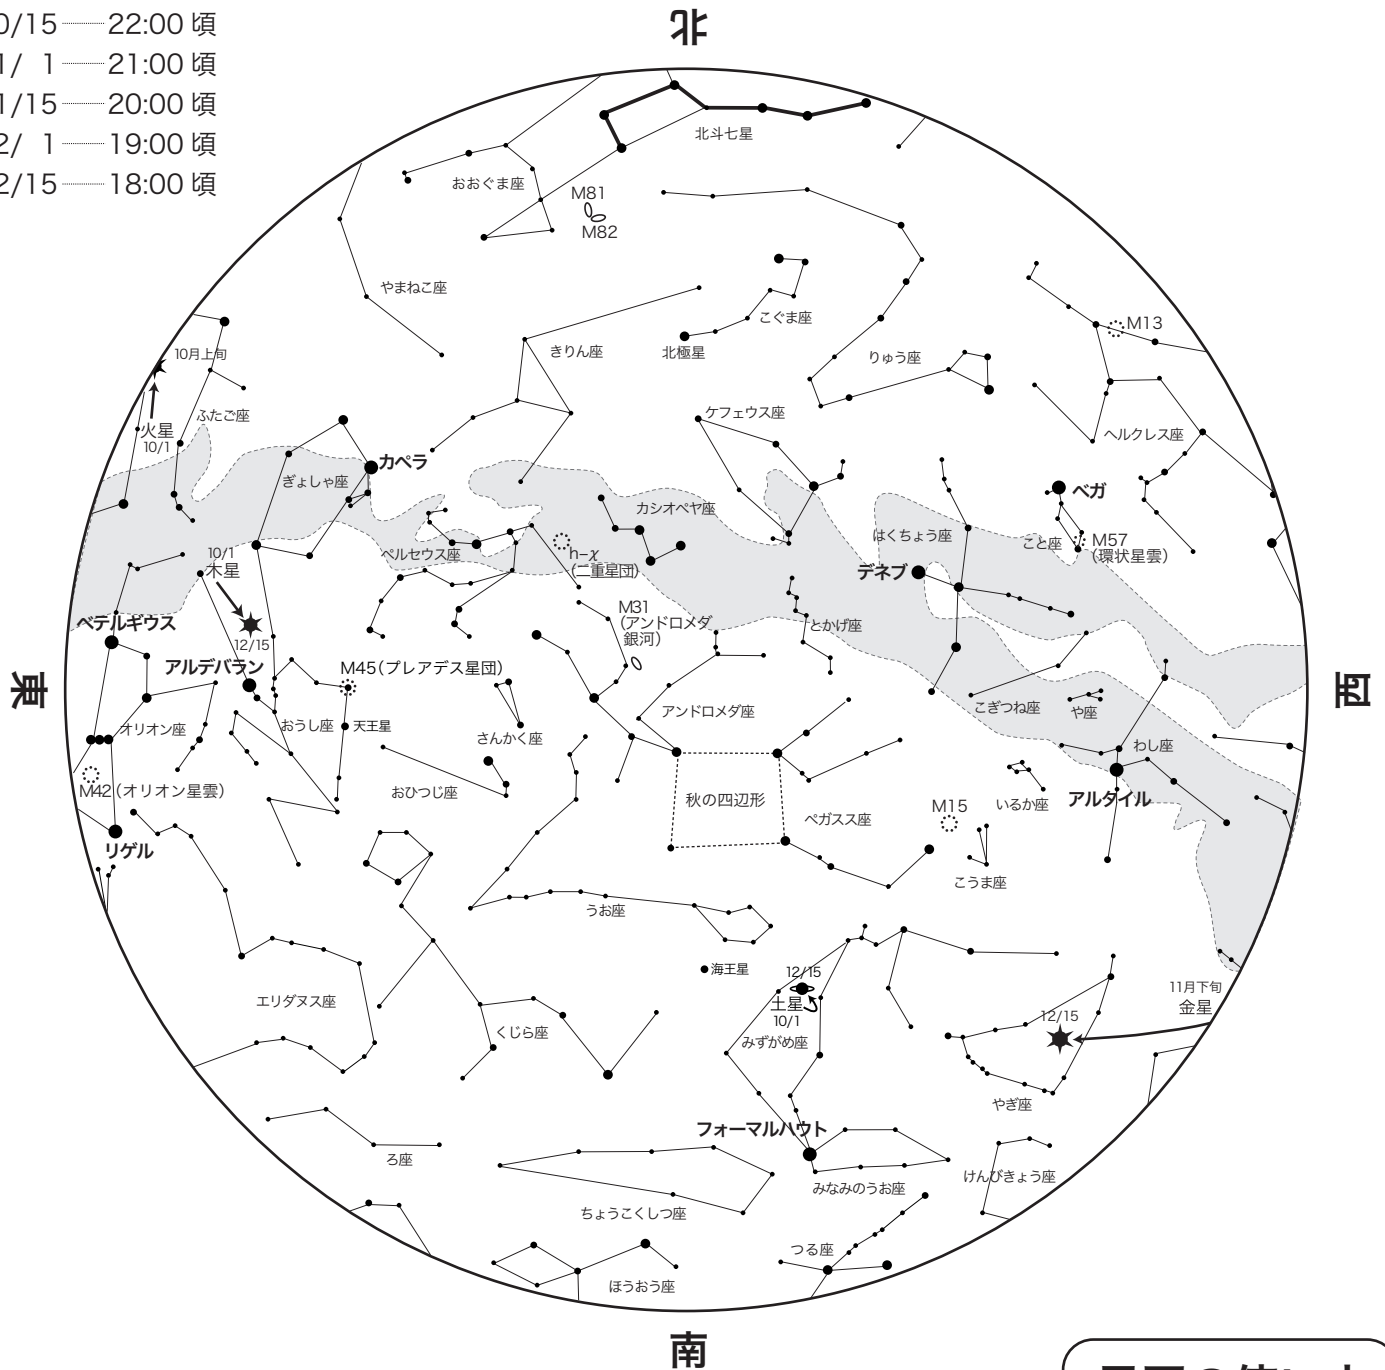 0/15 22:00 頃
1/ 1 21:00 頃
1/15 20:00 頃
2/ 1 19:00 頃
2/15 18:00 頃
北
北斗七星
おおぐま座
M81
M82
やまねこ座
こぐま座
北極星
きりん座
りゅう座
M13
10月上旬
ふたご座
火星
10/1
ケフェウス座
ヘルクレス座
カペラ
ぎょしゃ座
カシオペヤ座
ベガ
はくちょう座
こと座
M57
(環状星雲)
ペルセウス座
h-χ
(二重星団)
デネブ
10/1
木星
12/15
ベテルギウス
M31
(アンドロメダ
銀河)
とかげ座
アルデバラン
M45(プレアデス星団)
東
西
オリオン座
おうし座
天王星
さんかく座
アンドロメダ座
こぎつね座
や座
わし座
M42(オリオン星雲)
おひつじ座
秋の四辺形
ペガスス座
M15
いるか座
アルタイル
リゲル
こうま座
うお座
海王星
12/15
土星
10/1
みずがめ座
11月下旬
金星
12/15
エリダヌス座
くじら座
やぎ座
フォーマルハウト
ろ座
けんびきょう座
みなみのうお座
ちょうこくしつ座
つる座
ほうおう座
南